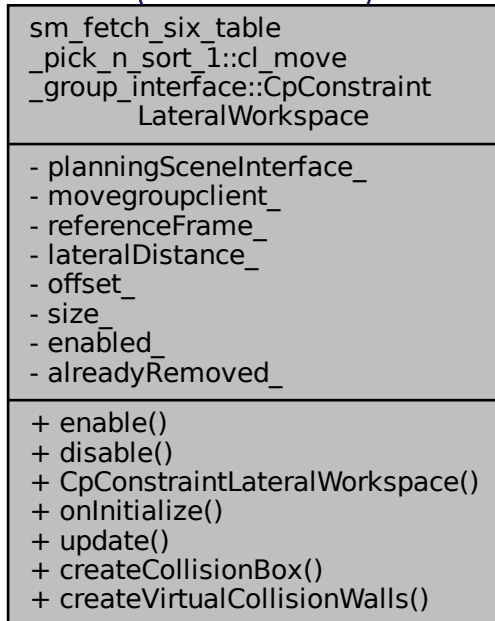 sm_fetch_six_table
_pick_n_sort_1::cl_move
_group_interface::CpConstraint
LateralWorkspace
- planningSceneInterface_
- movegroupclient_
- referenceFrame_
- lateralDistance_
- offset_
- size_
- enabled_
- alreadyRemoved_
+ enable()
+ disable()
+ CpConstraintLateralWorkspace()
+ onInitialize()
+ update()
+ createCollisionBox()
+ createVirtualCollisionWalls()